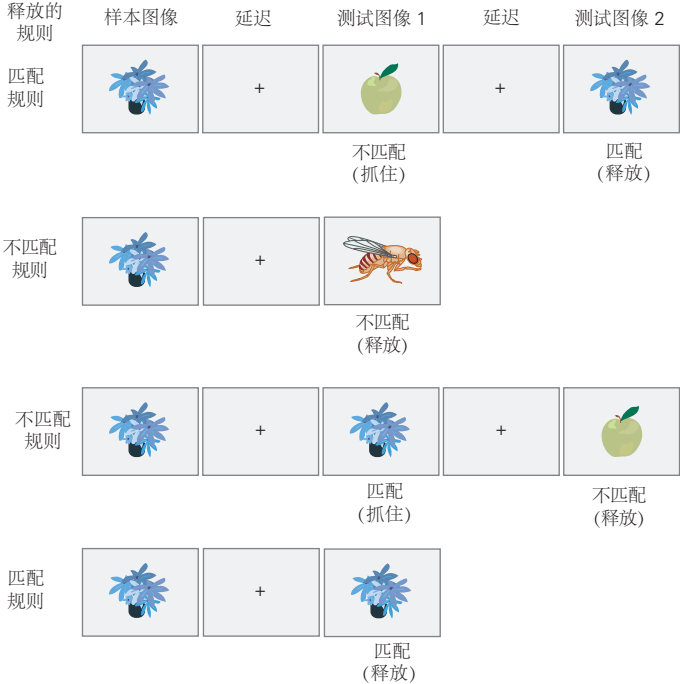 释放的
规则
样本图像
延迟
测试图像 1
延迟
测试图像 2
匹配
规则
+
+
不匹配
(抓住)
匹配
(释放)
不匹配
规则
+
不匹配
(释放)
不匹配
规则
+
+
匹配
(抓住)
不匹配
(释放)
匹配
规则
+
匹配
(释放)